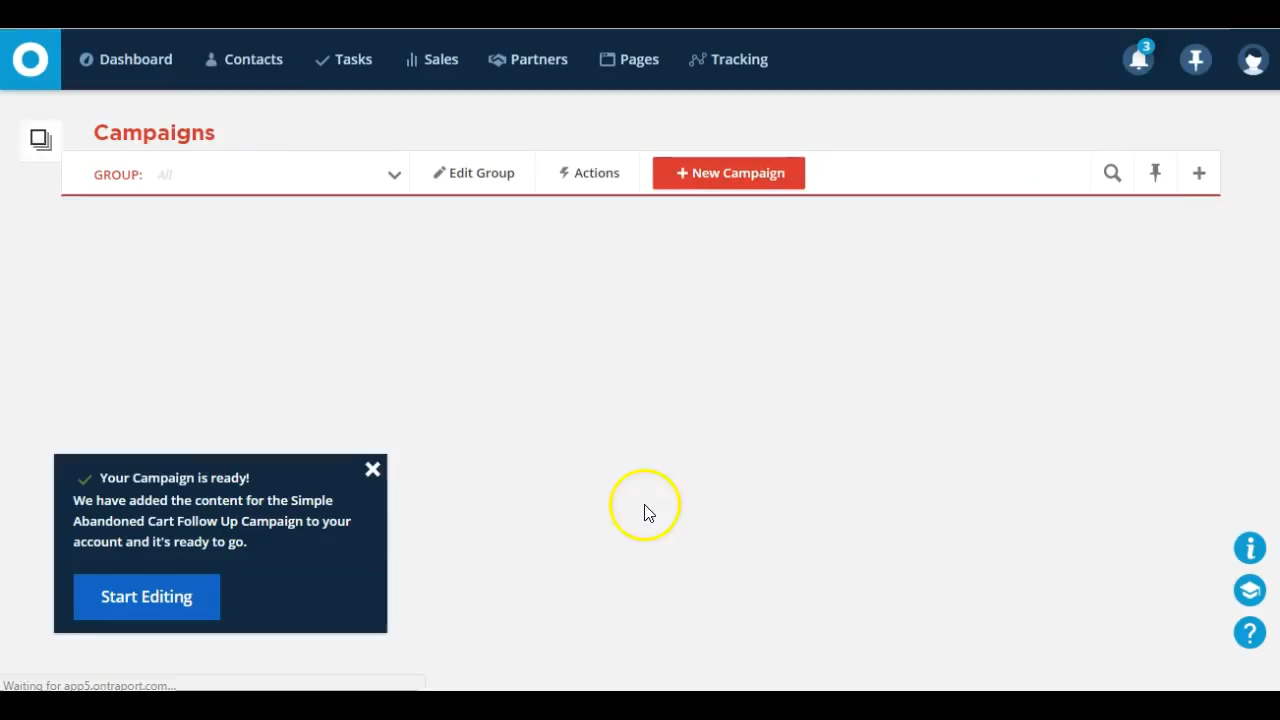 Dashboard Contacts Tasks Sales Partners Pages Tracking 3
Campaigns
GROUP: All Edit Group Actions + New Campaign +
Your Campaign is ready!
We have added the content for the Simple
Abandoned Cart Follow Up Campaign to your
account and it's ready to go.
Start Editing
Waiting for app5.ontraport.com...